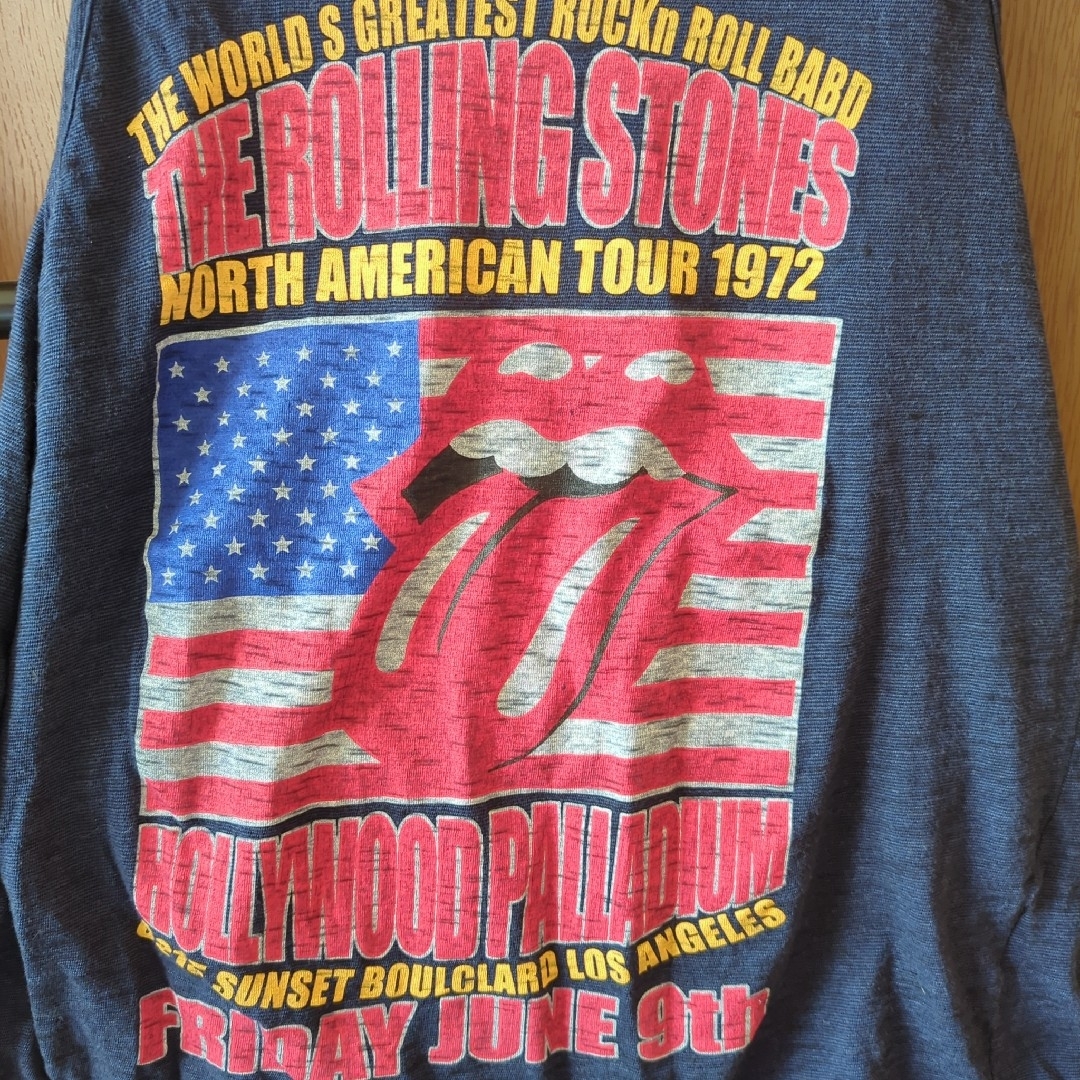 THE WORLD S GREATEST ROCKn ROLL BABD
THE ROLLING STONES
NORTH AMERICAN TOUR 1972
HOLLYWOOD PALLADIUM
SUNSET BOULCLARD LOS ANGELES
FRIDAY JUNE 9th